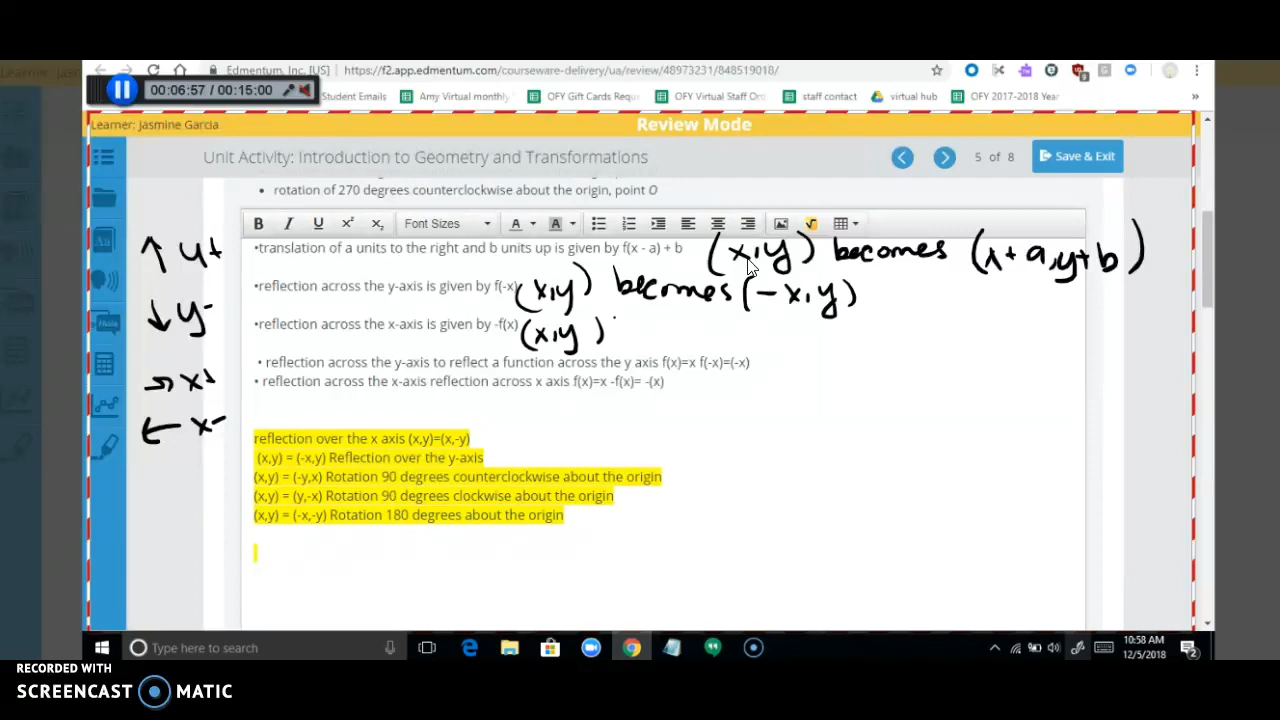 Edmentum, Inc. [US] https://f2.app.edmentum.com/courseware-delivery/ua/review/48973231/848519018/
00:06:57 / 00:15:00
Student Emails Amy Virtual monthly OFY Gift Cards Requ OFY Virtual Staff Oro staff contact virtual hub OFY 2017-2018 Year »
Learner: Jasmine Garcia
Review Mode
Unit Activity: Introduction to Geometry and Transformations
5 of 8
Save & Exit
• rotation of 270 degrees counterclockwise about the origin, point O
B I U x² x₂ Font Sizes A A
•translation of a units to the right and b units up is given by f(x - a) + b
(x,y) becomes (x+a,y+b)
•reflection across the y-axis is given by f(-x)
(x,y) becomes (-x,y)
•reflection across the x-axis is given by -f(x)
(x,y)
• reflection across the y-axis to reflect a function across the y axis f(x)=x f(-x)=(-x)
• reflection across the x-axis reflection across x axis f(x)=x -f(x)= -(x)
reflection over the x axis (x,y)=(x,-y)
(x,y) = (-x,y) Reflection over the y-axis
(x,y) = (-y,x) Rotation 90 degrees counterclockwise about the origin
(x,y) = (y,-x) Rotation 90 degrees clockwise about the origin
(x,y) = (-x,-y) Rotation 180 degrees about the origin
↑ y+
↓ y-
→ x+
← x-
Type here to search
10:58 AM
12/5/2018
RECORDED WITH
SCREENCAST MATIC